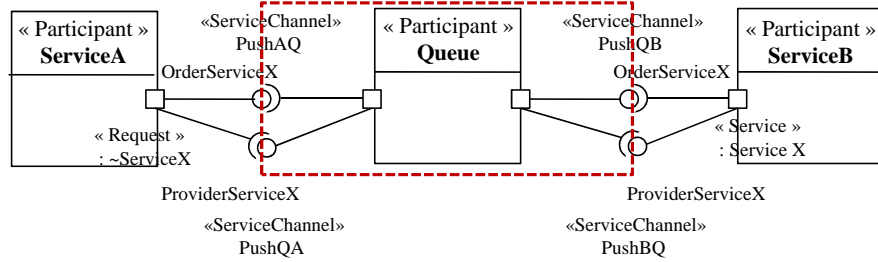 «ServiceChannel»
PushAQ
«ServiceChannel»
PushQB
« Participant »
ServiceA
« Participant »
Queue
« Participant »
ServiceB
OrderServiceX
OrderServiceX
« Request »
: ~ServiceX
« Service »
: Service X
ProviderServiceX
ProviderServiceX
«ServiceChannel»
PushQA
«ServiceChannel»
PushBQ